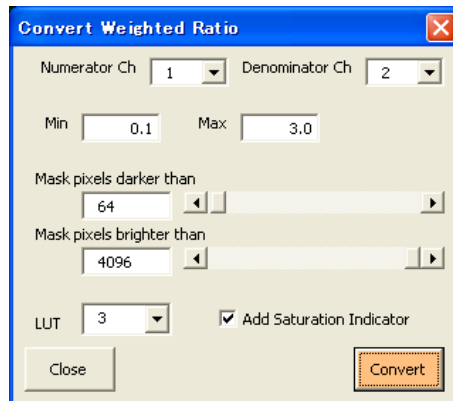 Convert Weighted Ratio
Numerator Ch 1 Denominator Ch 2
Min 0.1 Max 3.0
Mask pixels darker than
64
Mask pixels brighter than
4096
LUT 3 Add Saturation Indicator
Close Convert